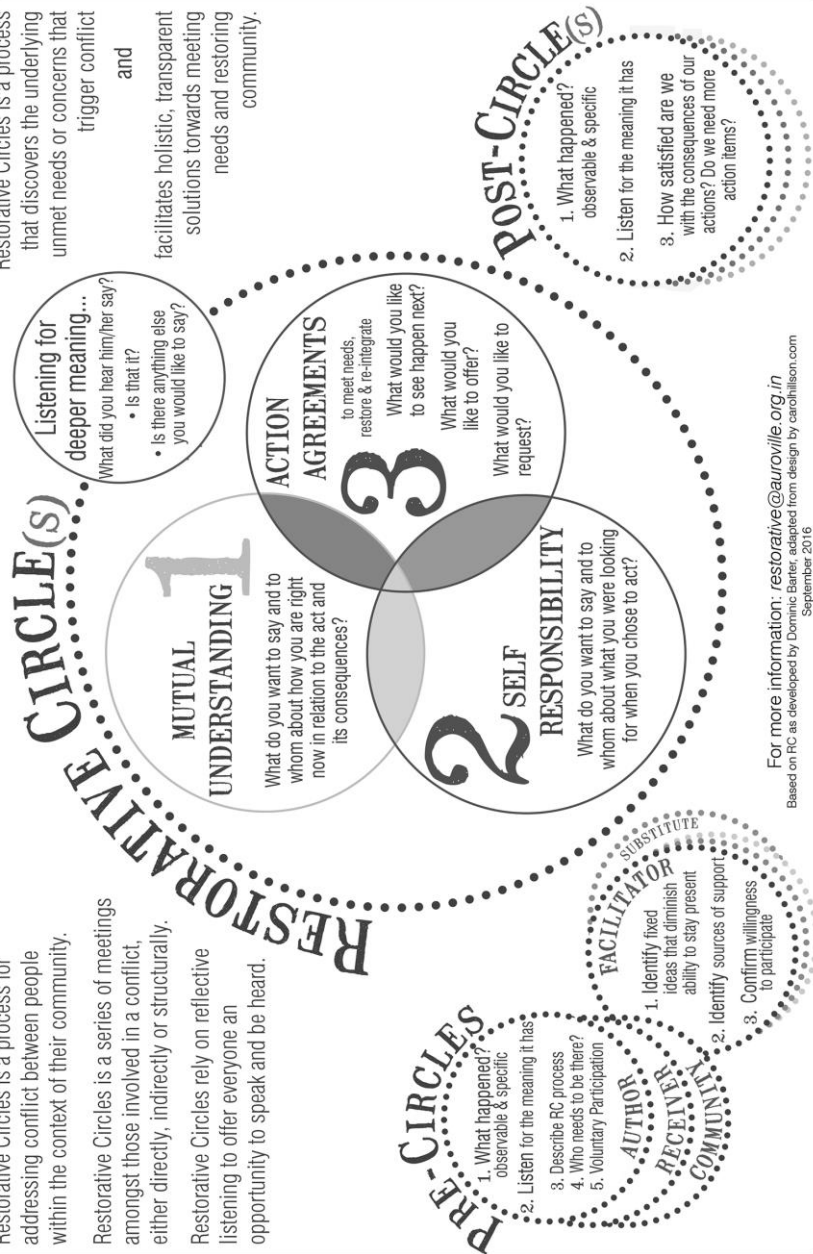 Restorative Circles is a process for
addressing conflict between people
within the context of their community.
Restorative Circles is a series of meetings
amongst those involved in a conflict,
either directly, indirectly or structurally.
Restorative Circles rely on reflective
listening to offer everyone an
opportunity to speak and be heard.
Restorative Circles is a process
that discovers the underlying
unmet needs or concerns that
trigger conflict
and
facilitates holistic, transparent
solutions torwards meeting
needs and restoring
community.
RESTORATIVE CIRCLE(s)
Listening for
deeper meaning...
What did you hear him/her say?
• Is that it?
• Is there anything else
you would like to say?
1
MUTUAL
UNDERSTANDING
What do you want to say and to
whom about how you are right
now in relation to the act and
its consequences?
2
SELF
RESPONSIBILITY
What do you want to say and to
whom about what you were looking
for when you chose to act?
3
ACTION
AGREEMENTS
to meet needs,
restore & re-integrate
What would you like
to see happen next?
What would you
like to offer?
What would you like to
request?
PRE-CIRCLES
1. What happened?
observable & specific
2. Listen for the meaning it has
3. Describe RC process
4. Who needs to be there?
5. Voluntary Participation
AUTHOR
RECEIVER
COMMUNITY
FACILITATOR
SUBSTITUTE
1. Identify fixed
ideas that diminish
ability to stay present
2. Identify sources of support
3. Confirm willingness
to participate
POST-CIRCLE(S)
1. What happened?
observable & specific
2. Listen for the meaning it has
3. How satisfied are we
with the consequences of our
actions? Do we need more
action items?
For more information: restorative@auroville.org.in
Based on RC as developed by Dominic Barter, adapted from design by carolhillson.com
September 2016